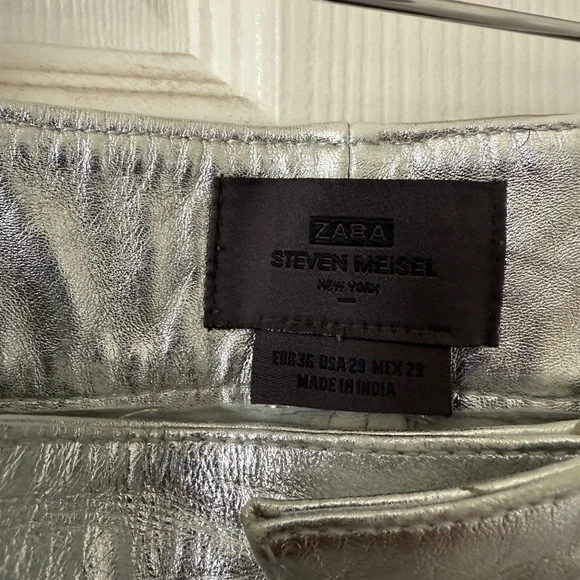 ZARA
STEVEN MEISEL
NEW YORK
EUR 36 USA 29 MEX 29
MADE IN INDIA